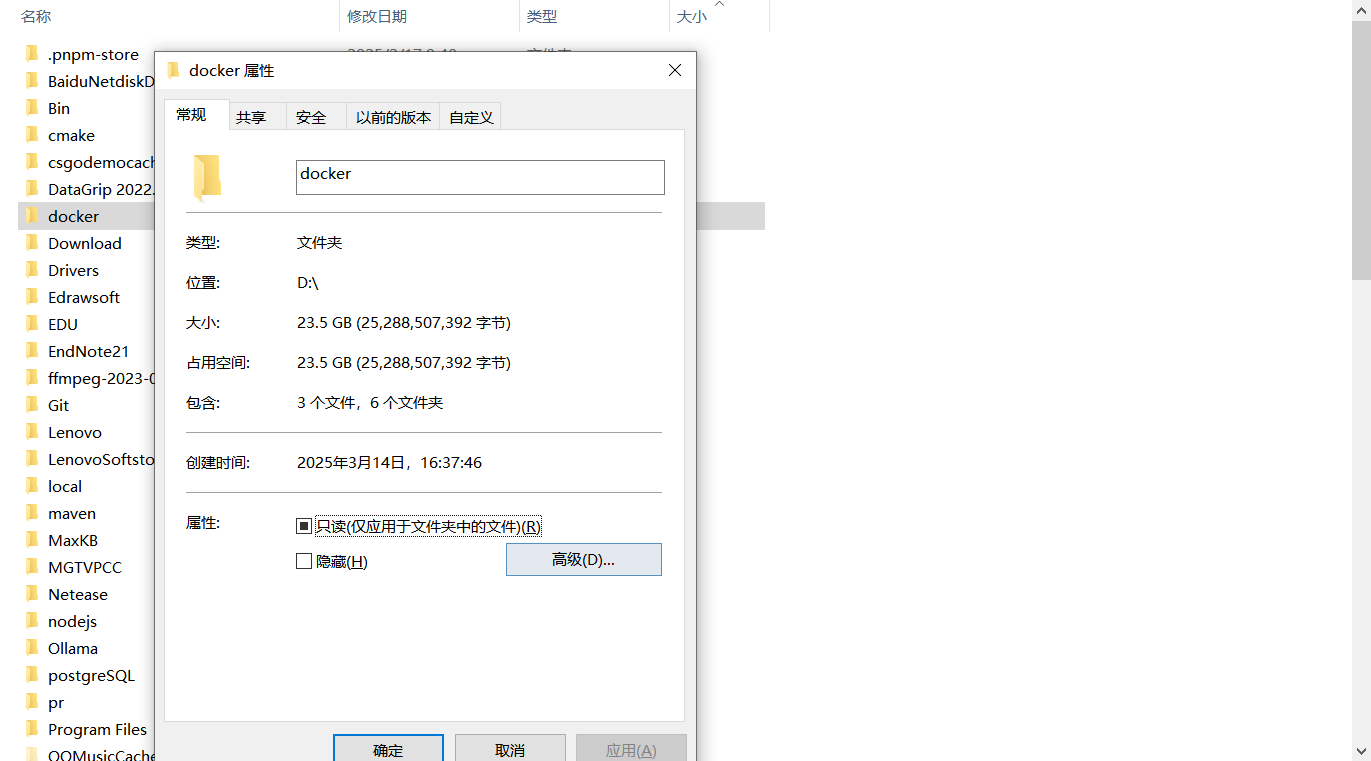 名称 修改日期 类型 大小
.pnpm-store
BaiduNetdiskD
Bin
cmake
csgodemocach
DataGrip 2022.
docker
Download
Drivers
Edrawsoft
EDU
EndNote21
ffmpeg-2023-0
Git
Lenovo
LenovoSoftsto
local
maven
MaxKB
MGTVPCC
Netease
nodejs
Ollama
postgreSQL
pr
Program Files
QQMusicCache
docker 属性
常规 共享 安全 以前的版本 自定义
docker
类型: 文件夹
位置: D:\
大小: 23.5 GB (25,288,507,392 字节)
占用空间: 23.5 GB (25,288,507,392 字节)
包含: 3 个文件，6 个文件夹
创建时间: 2025年3月14日，16:37:46
属性: 只读(仅应用于文件夹中的文件)(R)
隐藏(H) 高级(D)...
确定 取消 应用(A)